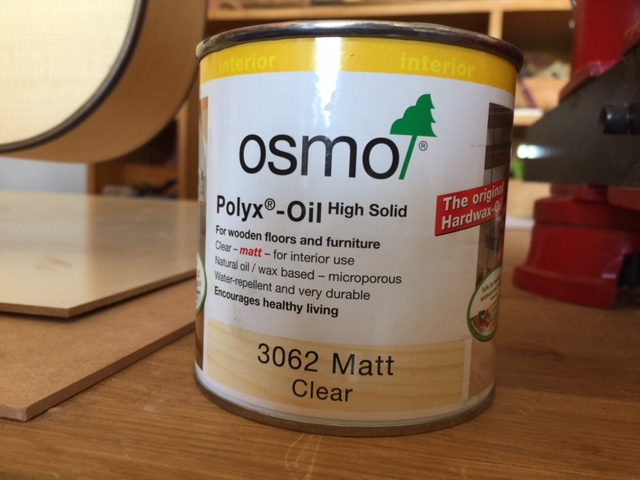 Interior interior
osmo®
Polyx®-Oil High Solid
The original
Hardwax-Oil
For wooden floors and furniture
Clear – matt – for interior use
Natural oil / wax based – microporous
Water-repellent and very durable
Encourages healthy living
3062 Matt
Clear